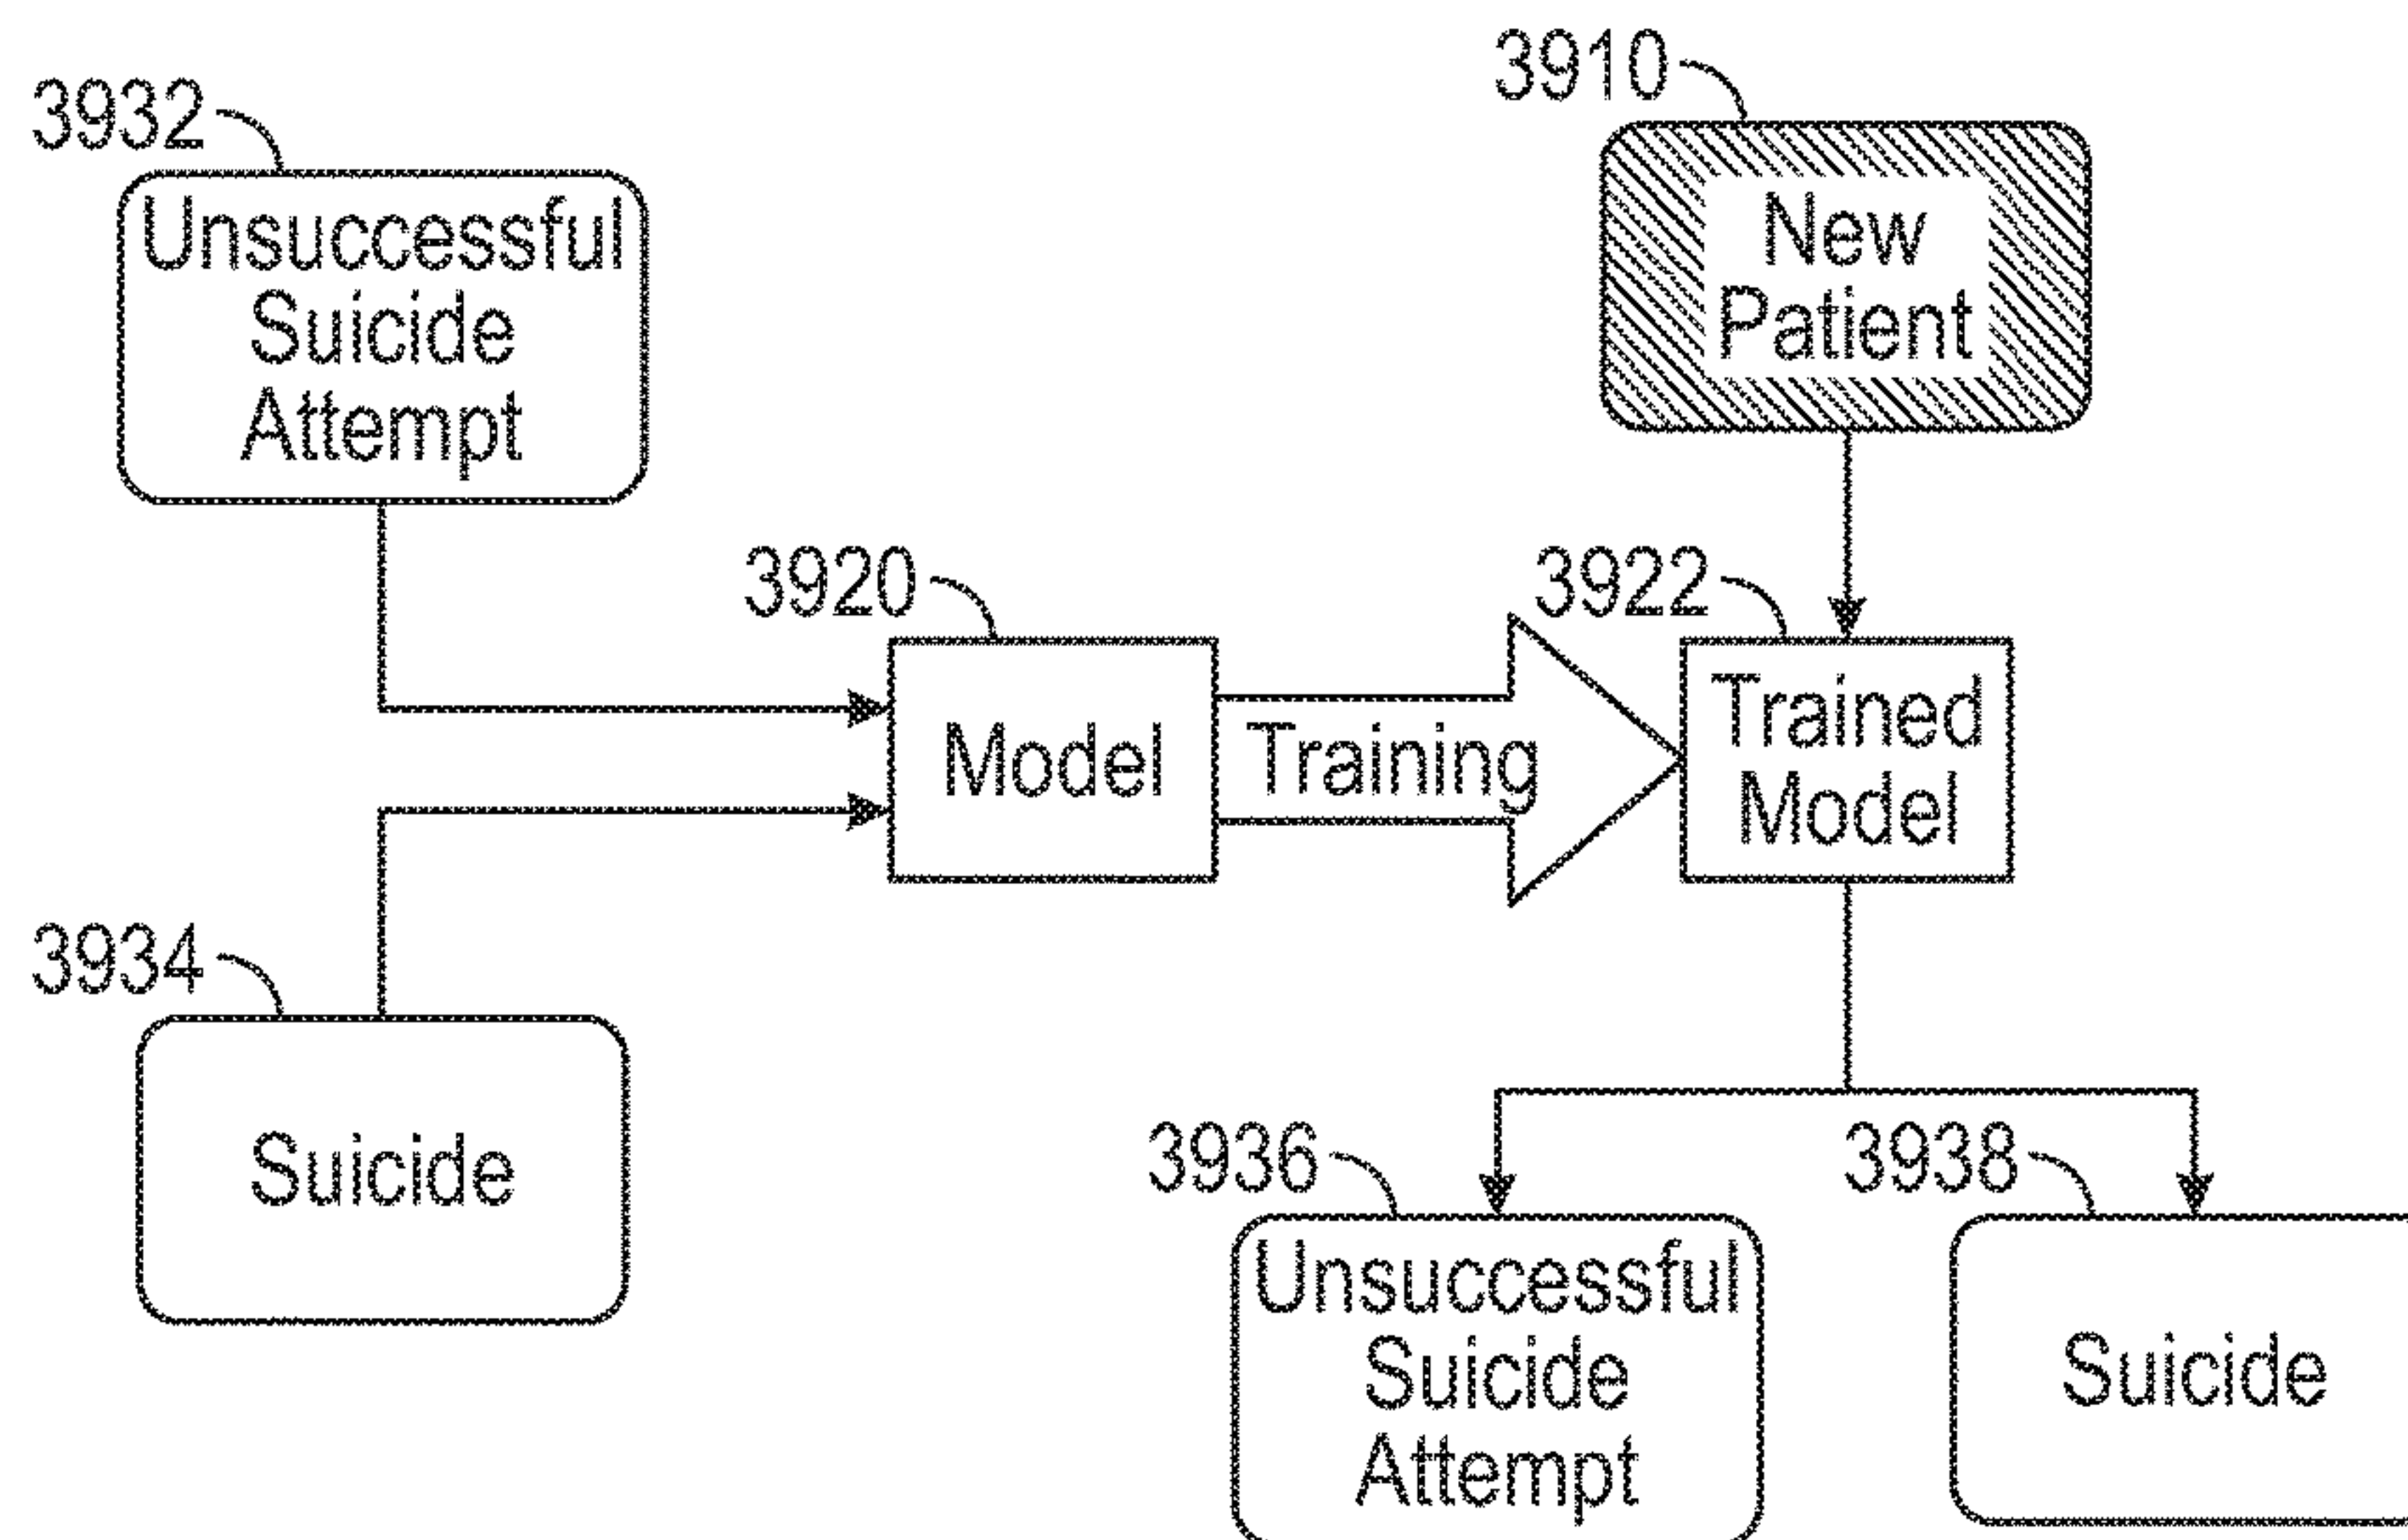 3910
3932
New
Patient
Unsuccessful
Suicide
Attempt
3920
3922
Model
Training
Trained
Model
3934
Suicide
3936
3938
Unsuccessful
Suicide
Attempt
Suicide